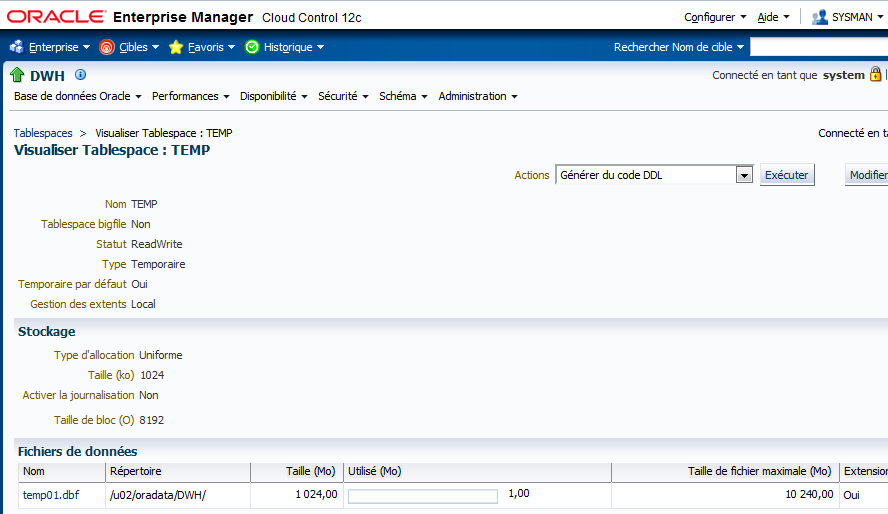 ORACLE® Enterprise Manager Cloud Control 12c Configurer Aide SYSMAN
Enterprise Cibles Favoris Historique Rechercher Nom de cible
DWH Connecté en tant que system
Base de données Oracle Performances Disponibilité Sécurité Schéma Administration
Tablespaces > Visualiser Tablespace : TEMP Connecté en ta
Visualiser Tablespace : TEMP
Actions Générer du code DDL Exécuter Modifier
Nom TEMP
Tablespace bigfile Non
Statut ReadWrite
Type Temporaire
Temporaire par défaut Oui
Gestion des extents Local
Stockage
Type d'allocation Uniforme
Taille (ko) 1024
Activer la journalisation Non
Taille de bloc (O) 8192
Fichiers de données
Nom Répertoire Taille (Mo) Utilisé (Mo) Taille de fichier maximale (Mo) Extension
temp01.dbf /u02/oradata/DWH/ 1 024,00 1,00 10 240,00 Oui